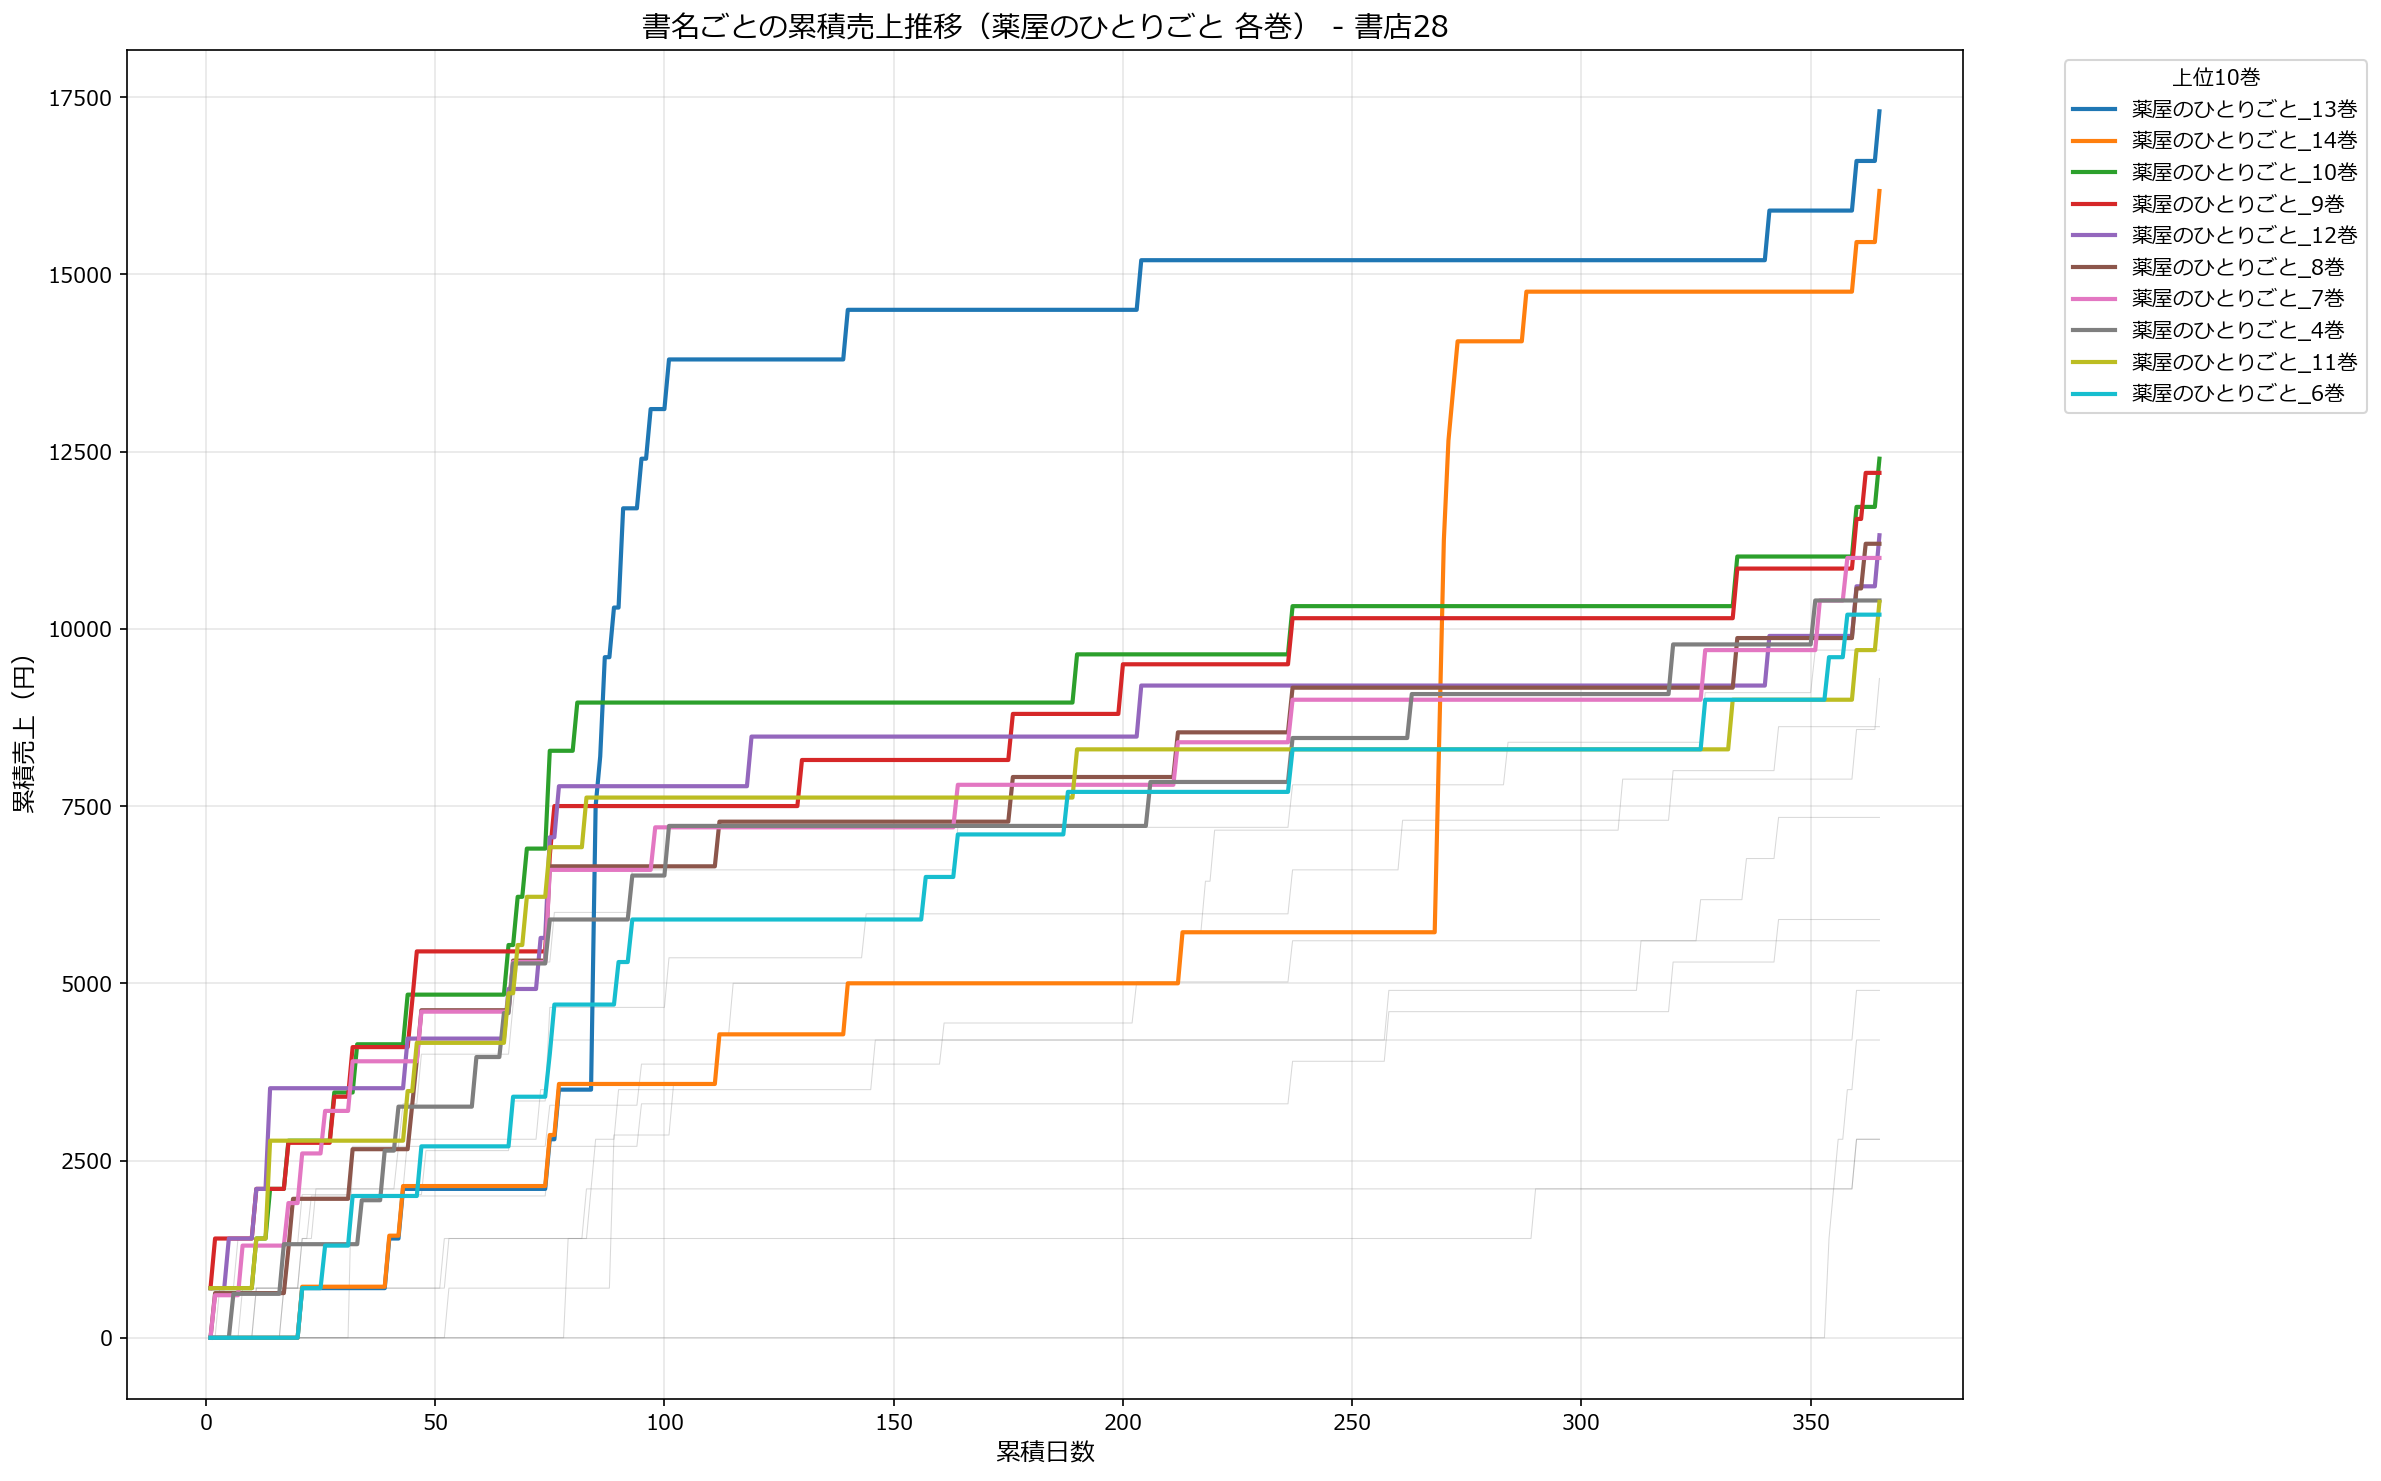 書名ごとの累積売上推移（薬屋のひとりごと 各巻） - 書店28
累積売上（円）
17500
15000
12500
10000
7500
5000
2500
0
0
50
100
150
200
250
300
350
累積日数
上位10巻
薬屋のひとりごと_13巻
薬屋のひとりごと_14巻
薬屋のひとりごと_10巻
薬屋のひとりごと_9巻
薬屋のひとりごと_12巻
薬屋のひとりごと_8巻
薬屋のひとりごと_7巻
薬屋のひとりごと_4巻
薬屋のひとりごと_11巻
薬屋のひとりごと_6巻